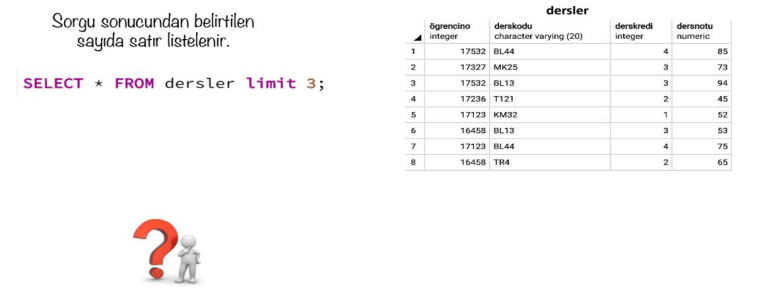 Sorgu sonucundan belirtilen
sayıda satır listelenir.
SELECT * FROM dersler limit 3;
dersler
ögrencino integer derskodu character varying (20) derskredi integer dersnotu numeric
1 17532 BL44 4 85
2 17327 MK25 3 73
3 17532 BL13 3 94
4 17236 T121 2 45
5 17123 KM32 1 52
6 16458 BL13 3 53
7 17123 BL44 4 75
8 16458 TR4 2 65